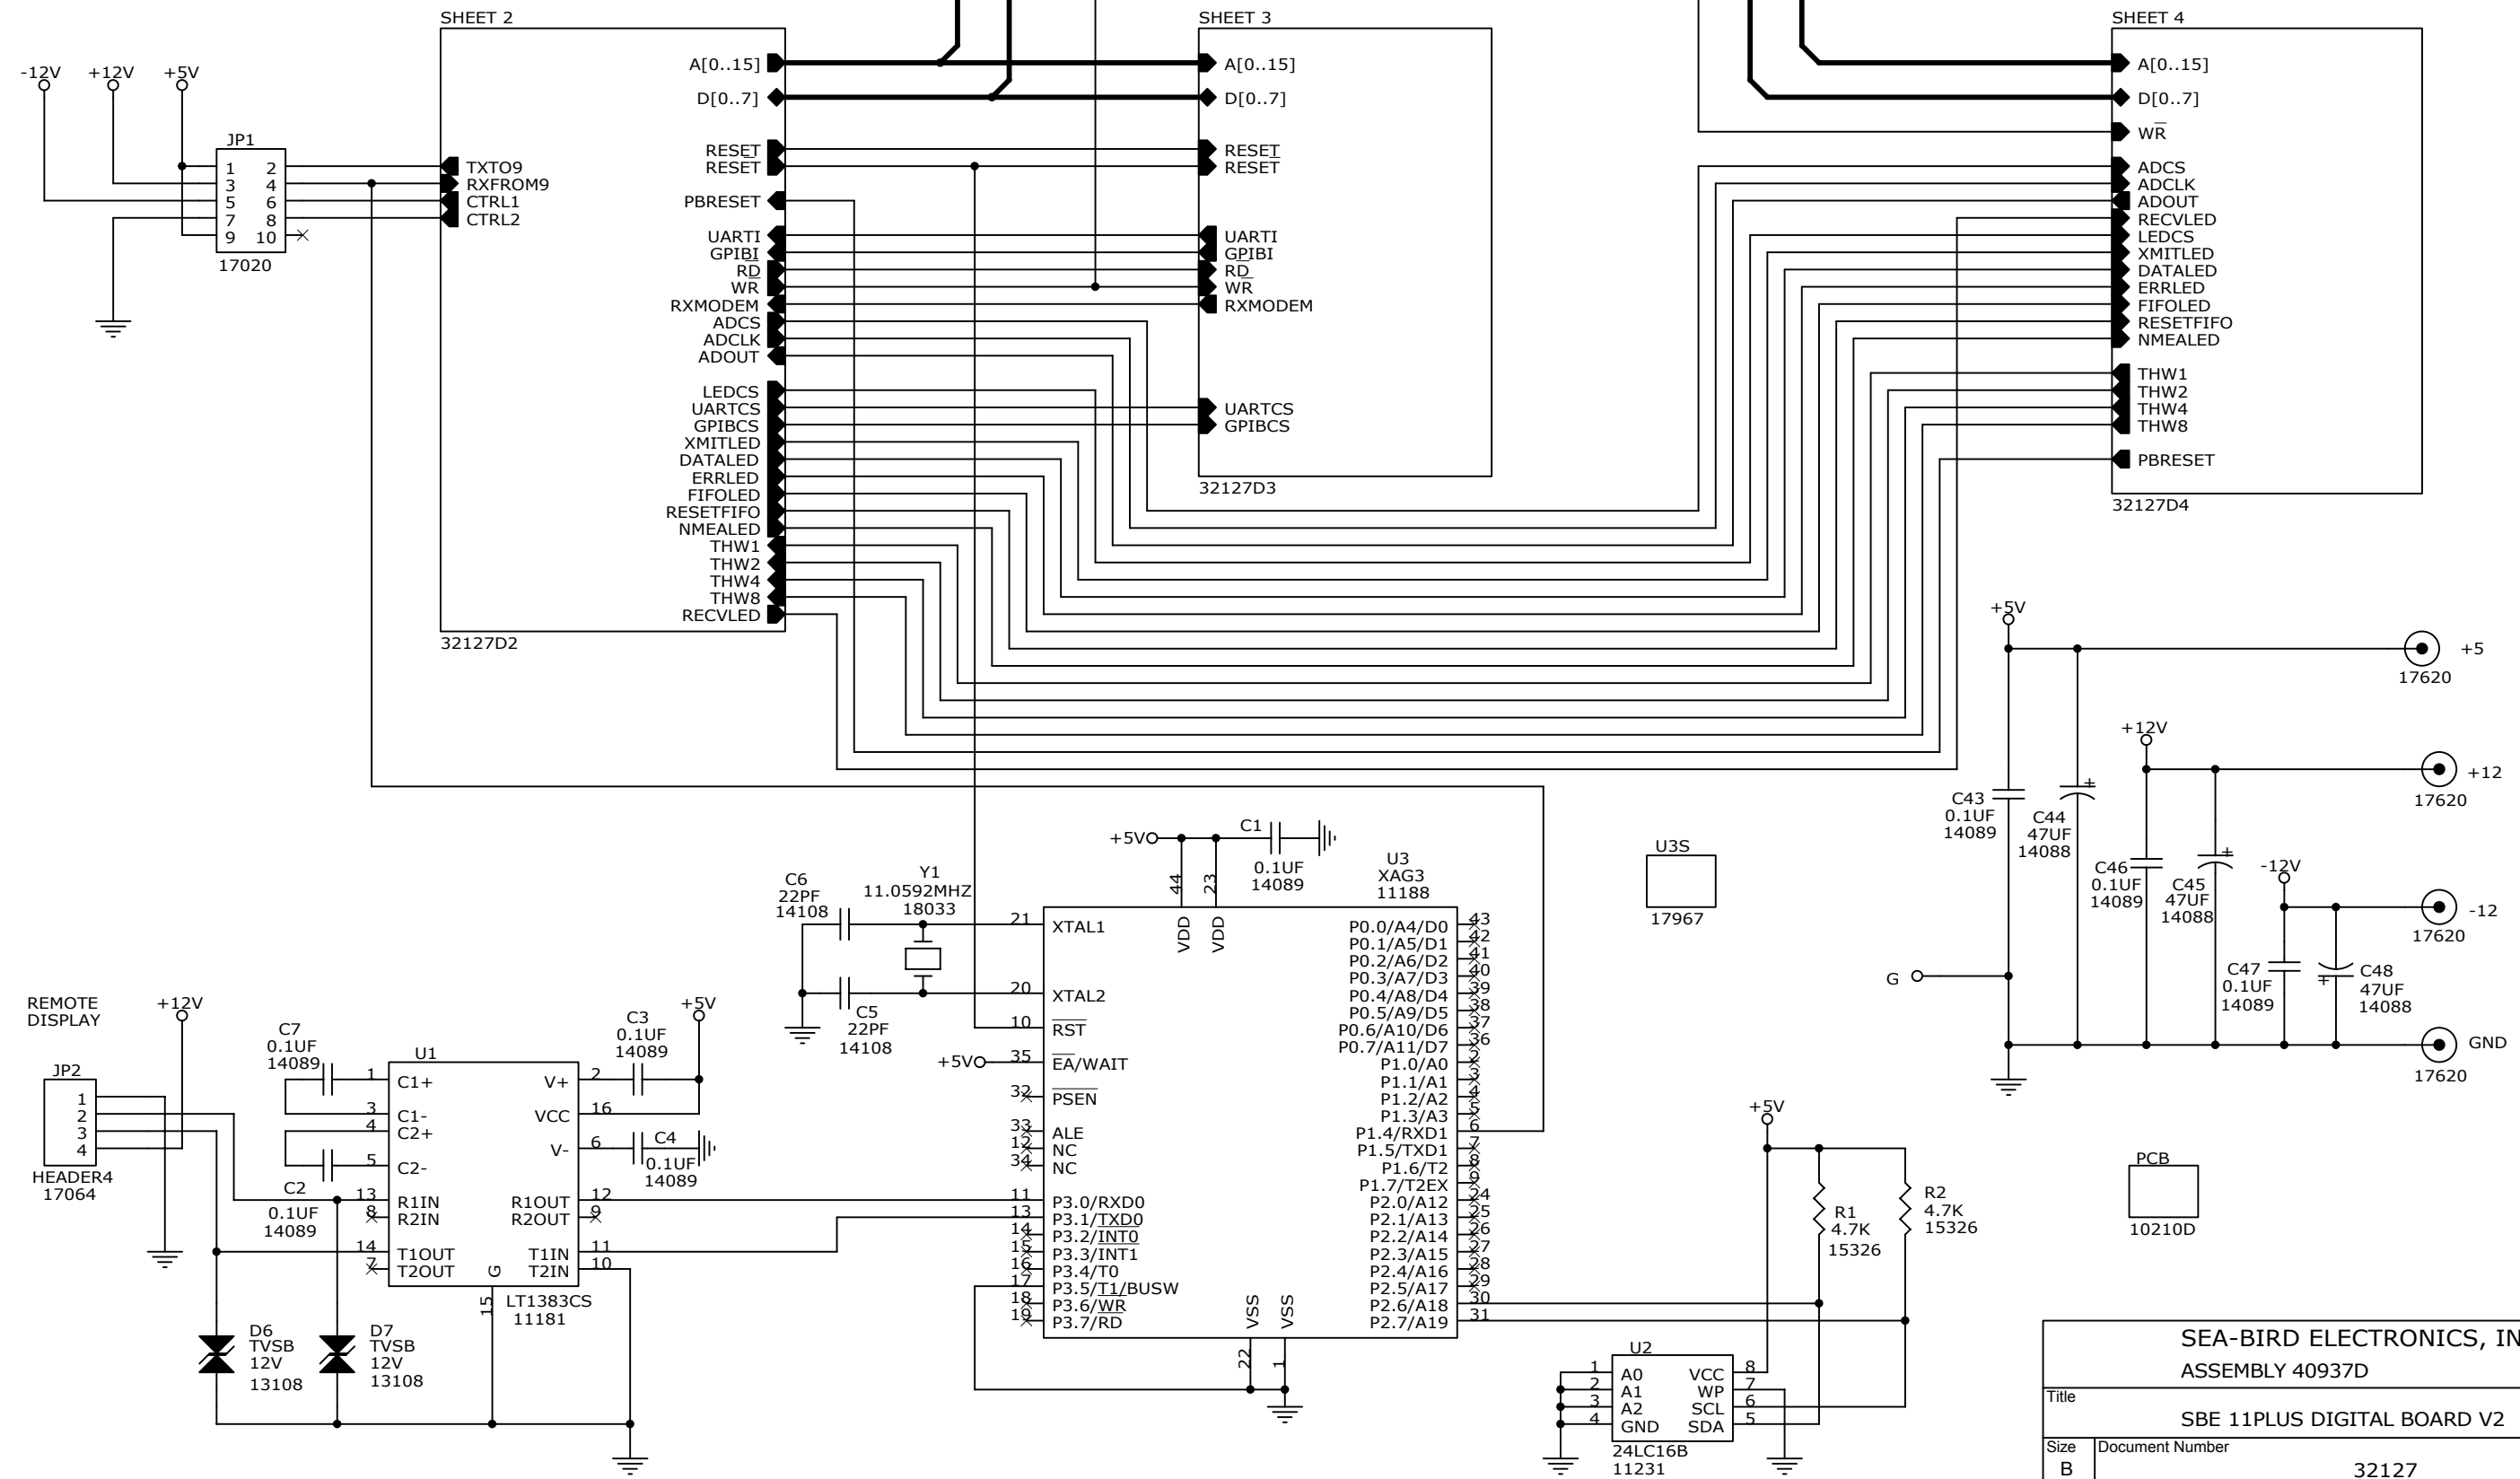 SHEET 2
SHEET 3
SHEET 4
-12V
+12V
+5V
JP1
1 2
3 4
5 6
7 8
9 10
17020
TXTO9
RXFROM9
CTRL1
CTRL2
A[0..15]
D[0..7]
RESET
RESET
PBRESET
UARTI
GPIBI
RD
WR
RXMODEM
ADCS
ADCLK
ADOUT
LEDCS
UARTCS
GPIBCS
XMITLED
DATALED
ERRLED
FIFOLED
RESETFIFO
NMEALED
THW1
THW2
THW4
THW8
RECVLED
32127D2
A[0..15]
D[0..7]
RESET
RESET
UARTI
GPIBI
RD
WR
RXMODEM
UARTCS
GPIBCS
32127D3
A[0..15]
D[0..7]
WR
ADCS
ADCLK
ADOUT
RECVLED
LEDCS
XMITLED
DATALED
ERRLED
FIFOLED
RESETFIFO
NMEALED
THW1
THW2
THW4
THW8
PBRESET
32127D4
+5V
+5
17620
+12V
+12
17620
-12V
-12
17620
GND
17620
G
C43
0.1UF
14089
C44
47UF
14088
C46
0.1UF
14089
C45
47UF
14088
C47
0.1UF
14089
C48
47UF
14088
REMOTE
DISPLAY
+12V
JP2
1
2
3
4
HEADER4
17064
C7
0.1UF
14089
C2
0.1UF
14089
U1
1 C1+
3 C1-
4 C2+
5 C2-
13 R1IN
8 R2IN
14 T1OUT
7 T2OUT
V+ 2
VCC 16
V- 6
R1OUT 12
R2OUT 9
T1IN 11
T2IN 10
G
15
LT1383CS
11181
C3
0.1UF
14089
+5V
C4
0.1UF
14089
D6
TVSB
12V
13108
D7
TVSB
12V
13108
C6
22PF
14108
Y1
11.0592MHZ
18033
C5
22PF
14108
+5V
+5V
C1
0.1UF
14089
U3
XAG3
11188
44
23
VDD
VDD
21 XTAL1
20 XTAL2
10 RST
35 EA/WAIT
32 PSEN
33 ALE
12 NC
34 NC
11 P3.0/RXD0
13 P3.1/TXD0
14 P3.2/INT0
15 P3.3/INT1
16 P3.4/T0
17 P3.5/T1/BUSW
18 P3.6/WR
19 P3.7/RD
P0.0/A4/D0 43
P0.1/A5/D1 42
P0.2/A6/D2 41
P0.3/A7/D3 40
P0.4/A8/D4 39
P0.5/A9/D5 38
P0.6/A10/D6 37
P0.7/A11/D7 36
P1.0/A0 2
P1.1/A1 3
P1.2/A2 4
P1.3/A3 5
P1.4/RXD1 6
P1.5/TXD1 7
P1.6/T2 8
P1.7/T2EX 9
P2.0/A12 24
P2.1/A13 25
P2.2/A14 26
P2.3/A15 27
P2.4/A16 28
P2.5/A17 29
P2.6/A18 30
P2.7/A19 31
VSS
VSS
22
1
U3S
17967
+5V
R1
4.7K
15326
R2
4.7K
15326
U2
1 A0 VCC 8
2 A1 WP 7
3 A2 SCL 6
4 GND SDA 5
24LC16B
11231
PCB
10210D
SEA-BIRD ELECTRONICS, IN
ASSEMBLY 40937D
Title
SBE 11PLUS DIGITAL BOARD V2
Size
Document Number
B
32127